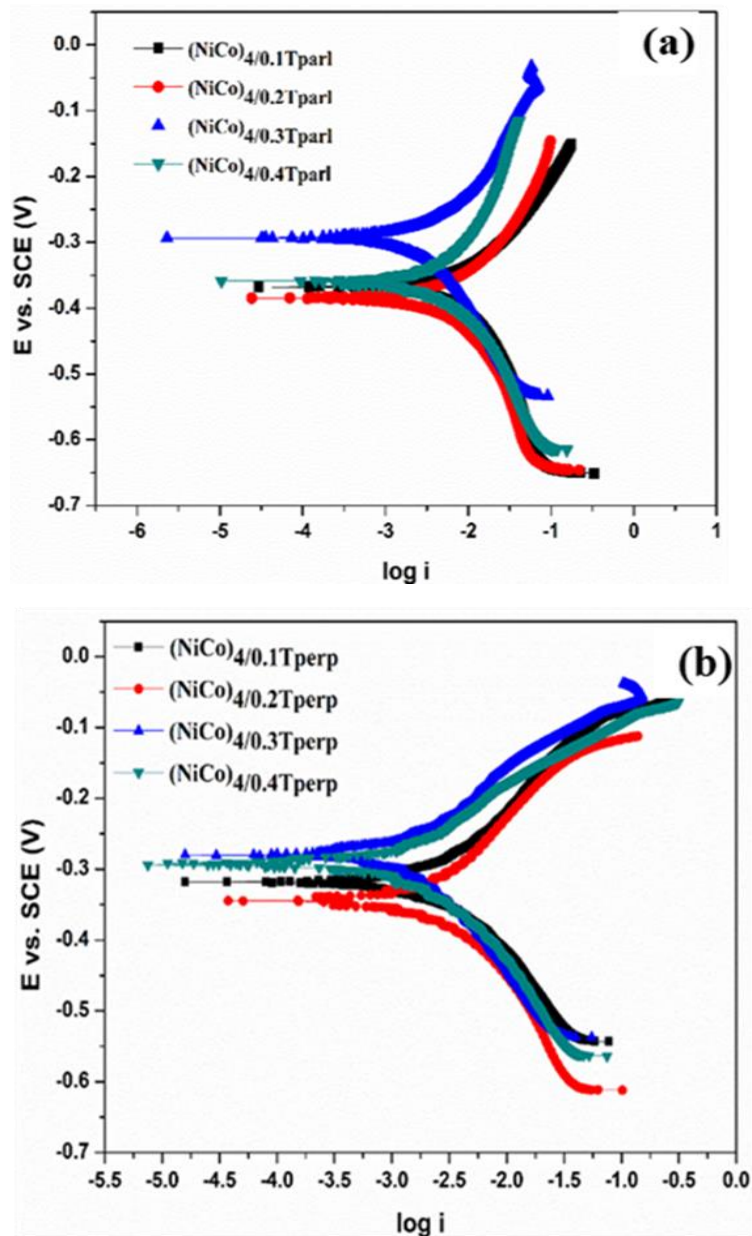 (a)
(NiCo)4/0.1Tparl
(NiCo)4/0.2Tparl
(NiCo)4/0.3Tparl
(NiCo)4/0.4Tparl
E vs. SCE (V)
0.0
-0.1
-0.2
-0.3
-0.4
-0.5
-0.6
-0.7
-6 -5 -4 -3 -2 -1 0 1
log i
(b)
(NiCo)4/0.1Tperp
(NiCo)4/0.2Tperp
(NiCo)4/0.3Tperp
(NiCo)4/0.4Tperp
E vs. SCE (V)
0.0
-0.1
-0.2
-0.3
-0.4
-0.5
-0.6
-0.7
-5.5 -5.0 -4.5 -4.0 -3.5 -3.0 -2.5 -2.0 -1.5 -1.0 -0.5 0.0
log i